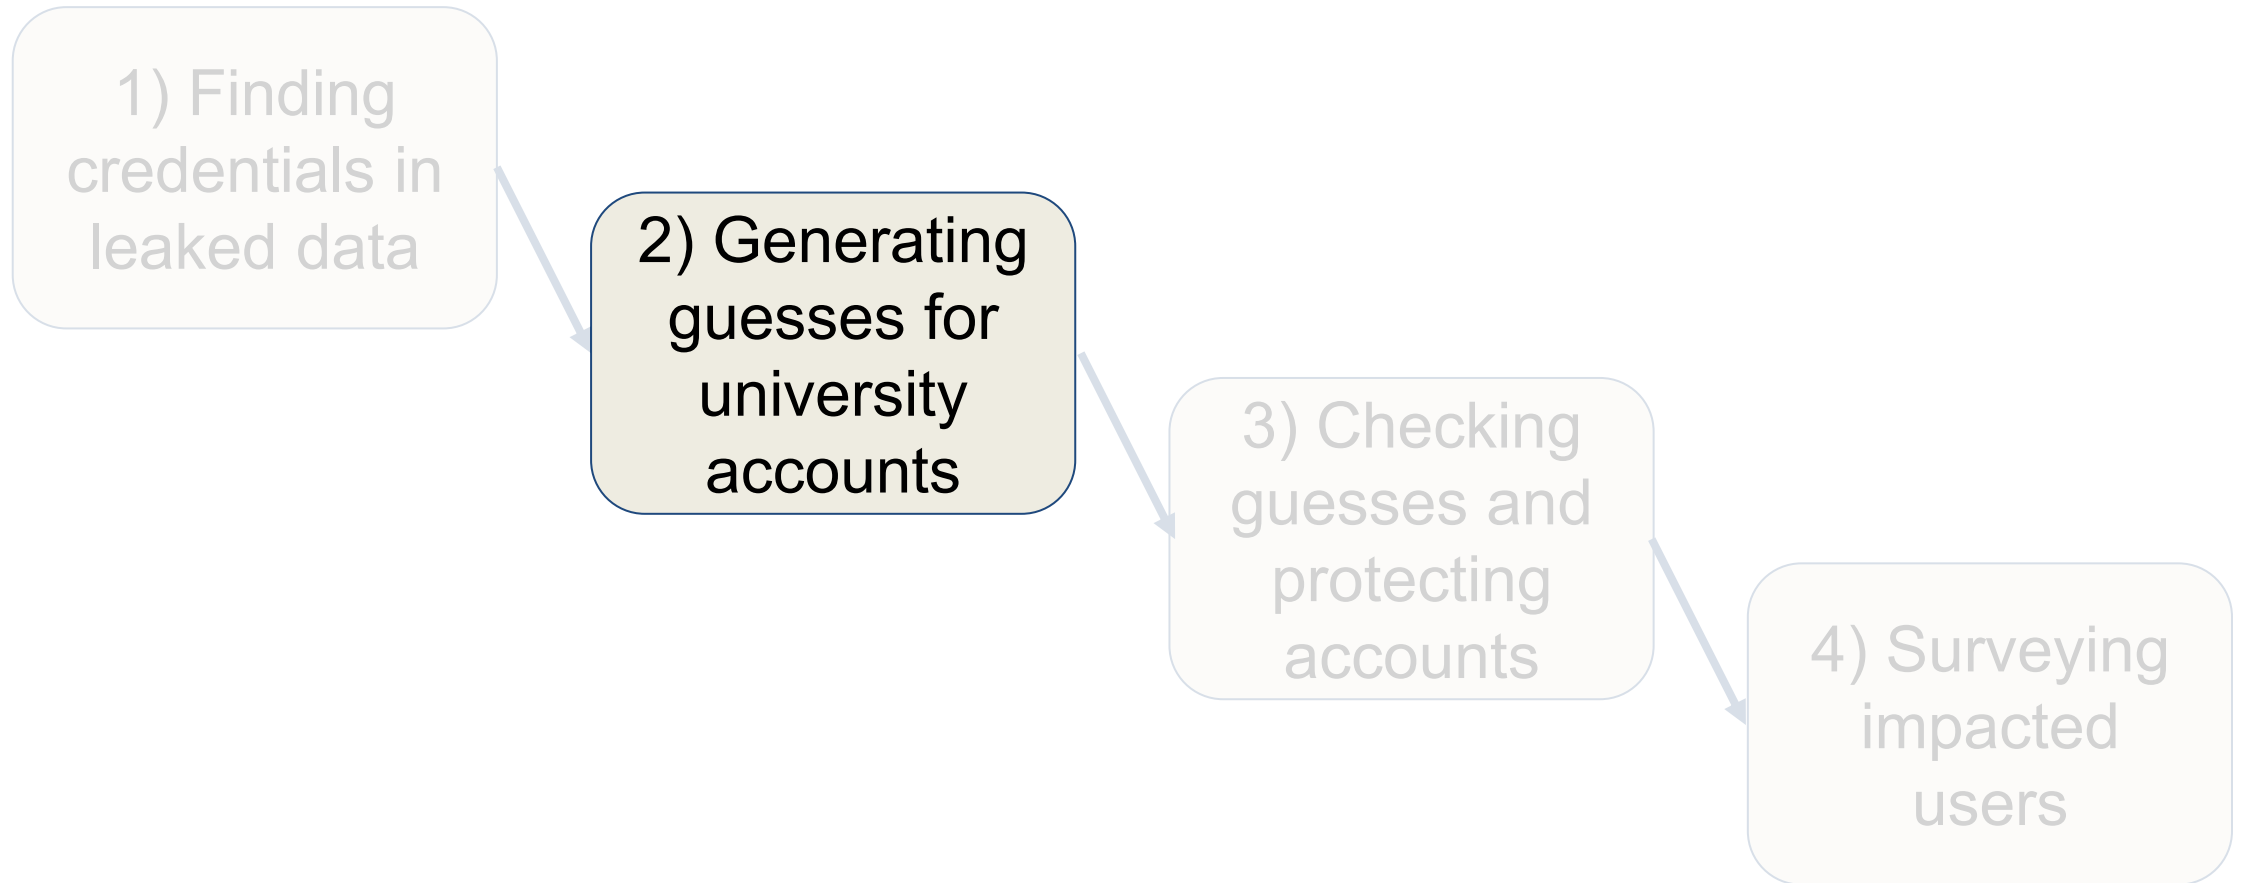 1) Finding
credentials in
leaked data
2) Generating
guesses for
university
accounts
3) Checking
guesses and
protecting
accounts
4) Surveying
impacted
users